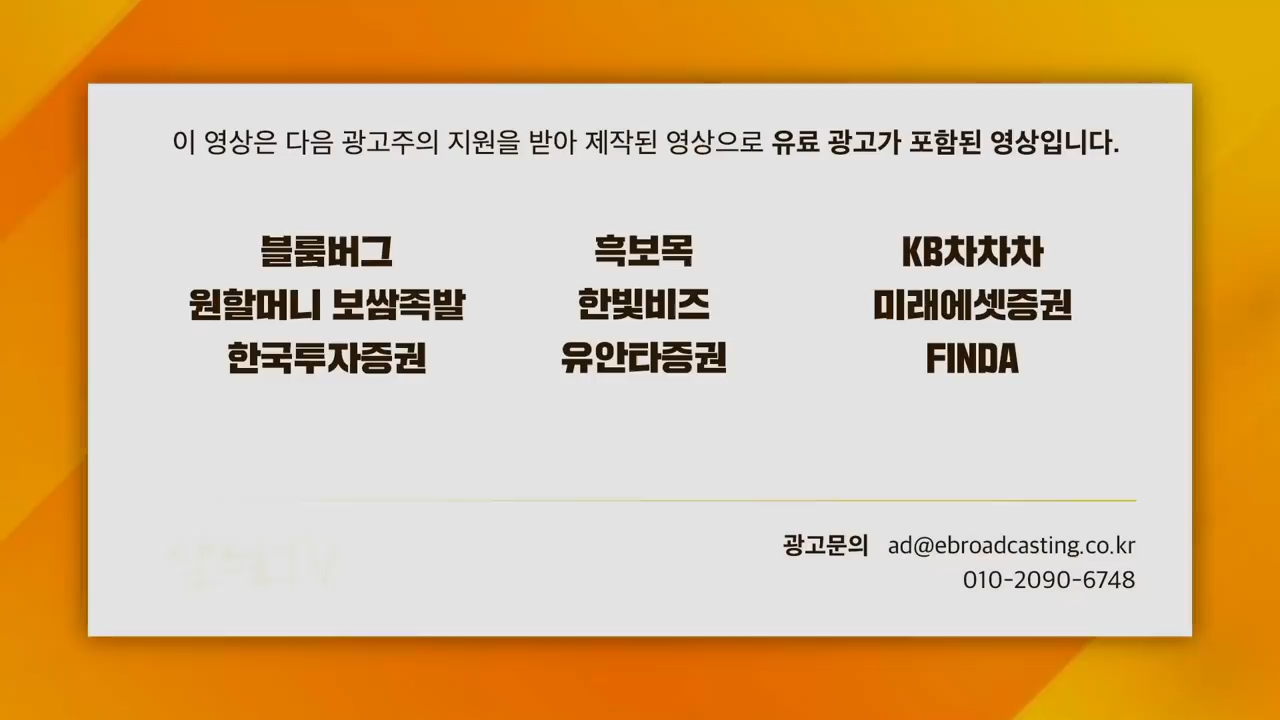 이 영상은 다음 광고주의 지원을 받아 제작된 영상으로 유료 광고가 포함된 영상입니다.
블룸버그 흑보목 KB차차차
원할머니 보쌈족발 한빛비즈 미래에셋증권
한국투자증권 유안타증권 FINDA
광고문의 ad@ebroadcasting.co.kr
010-2090-6748